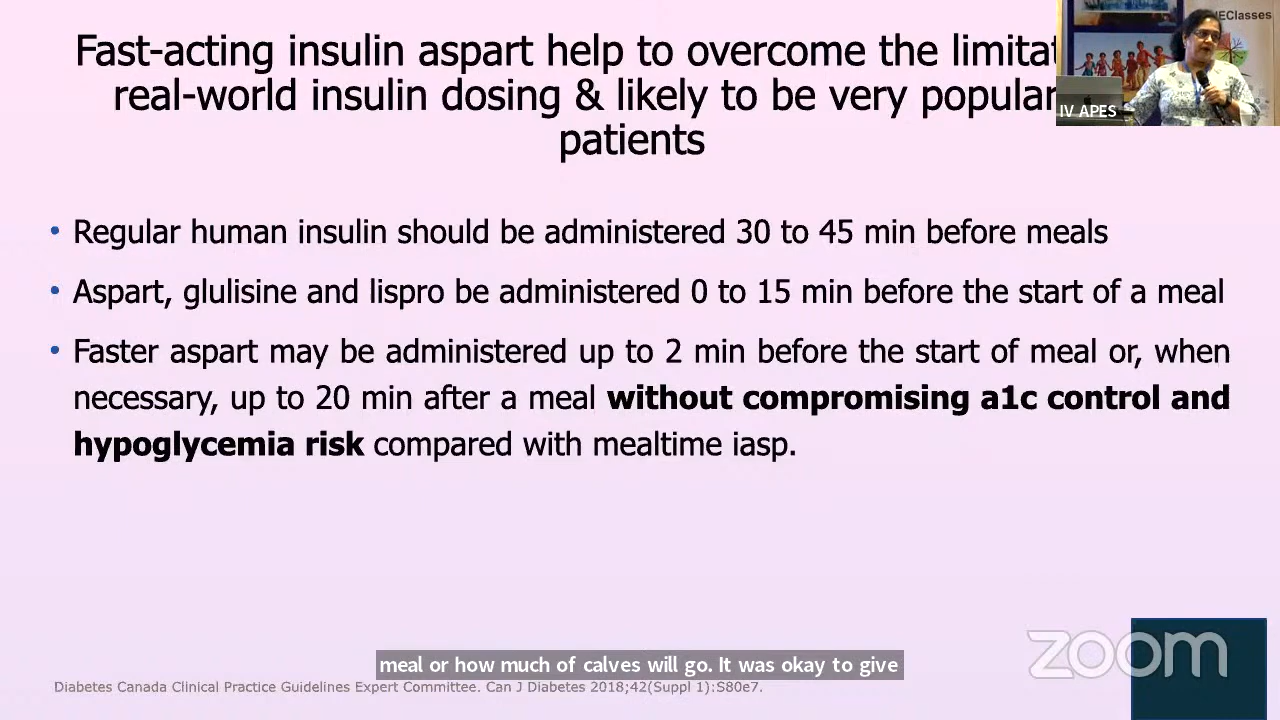 Fast-acting insulin aspart help to overcome the
real-world insulin dosing & likely to be very popular
patients
IV APES
• Regular human insulin should be administered 30 to 45 min before meals
• Aspart, glulisine and lispro be administered 0 to 15 min before the start of a meal
• Faster aspart may be administered up to 2 min before the start of meal or, when
necessary, up to 20 min after a meal without compromising a1c control and
hypoglycemia risk compared with mealtime iasp.
zoom
meal or how much of calves will go. It was okay to give
Diabetes Canada Clinical Practice Guidelines Expert Committee. Can J Diabetes 2018;42(Suppl 1):S80e7.